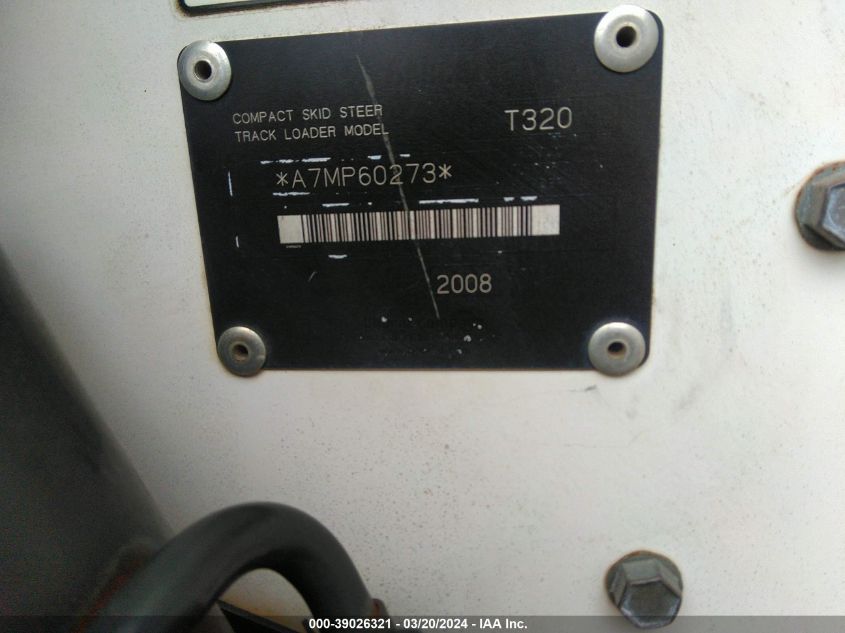 COMPACT SKID STEER
TRACK LOADER MODEL T320
*A7MP60273*
2008
000-39026321 - 03/20/2024 - IAA Inc.